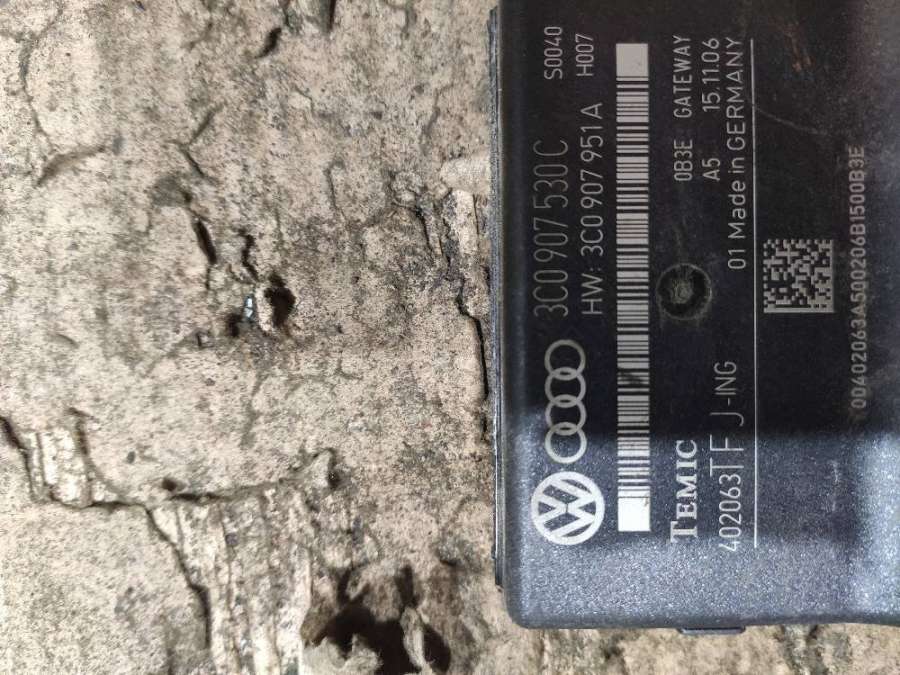 3C0 907 530 C S0040
HW: 3C0 907 951 A H007
TEMIC 0B3E GATEWAY
402063TF J-ING A5 15.11.06
01 Made in GERMANY
00402063A500206B1500B3E